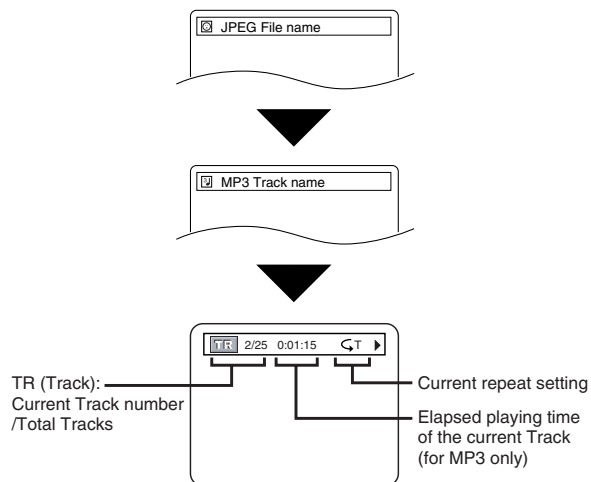 JPEG File name
MP3 Track name
TR 2/25 0:01:15 T
TR (Track):
Current Track number
/Total Tracks
Current repeat setting
Elapsed playing time
of the current Track
(for MP3 only)